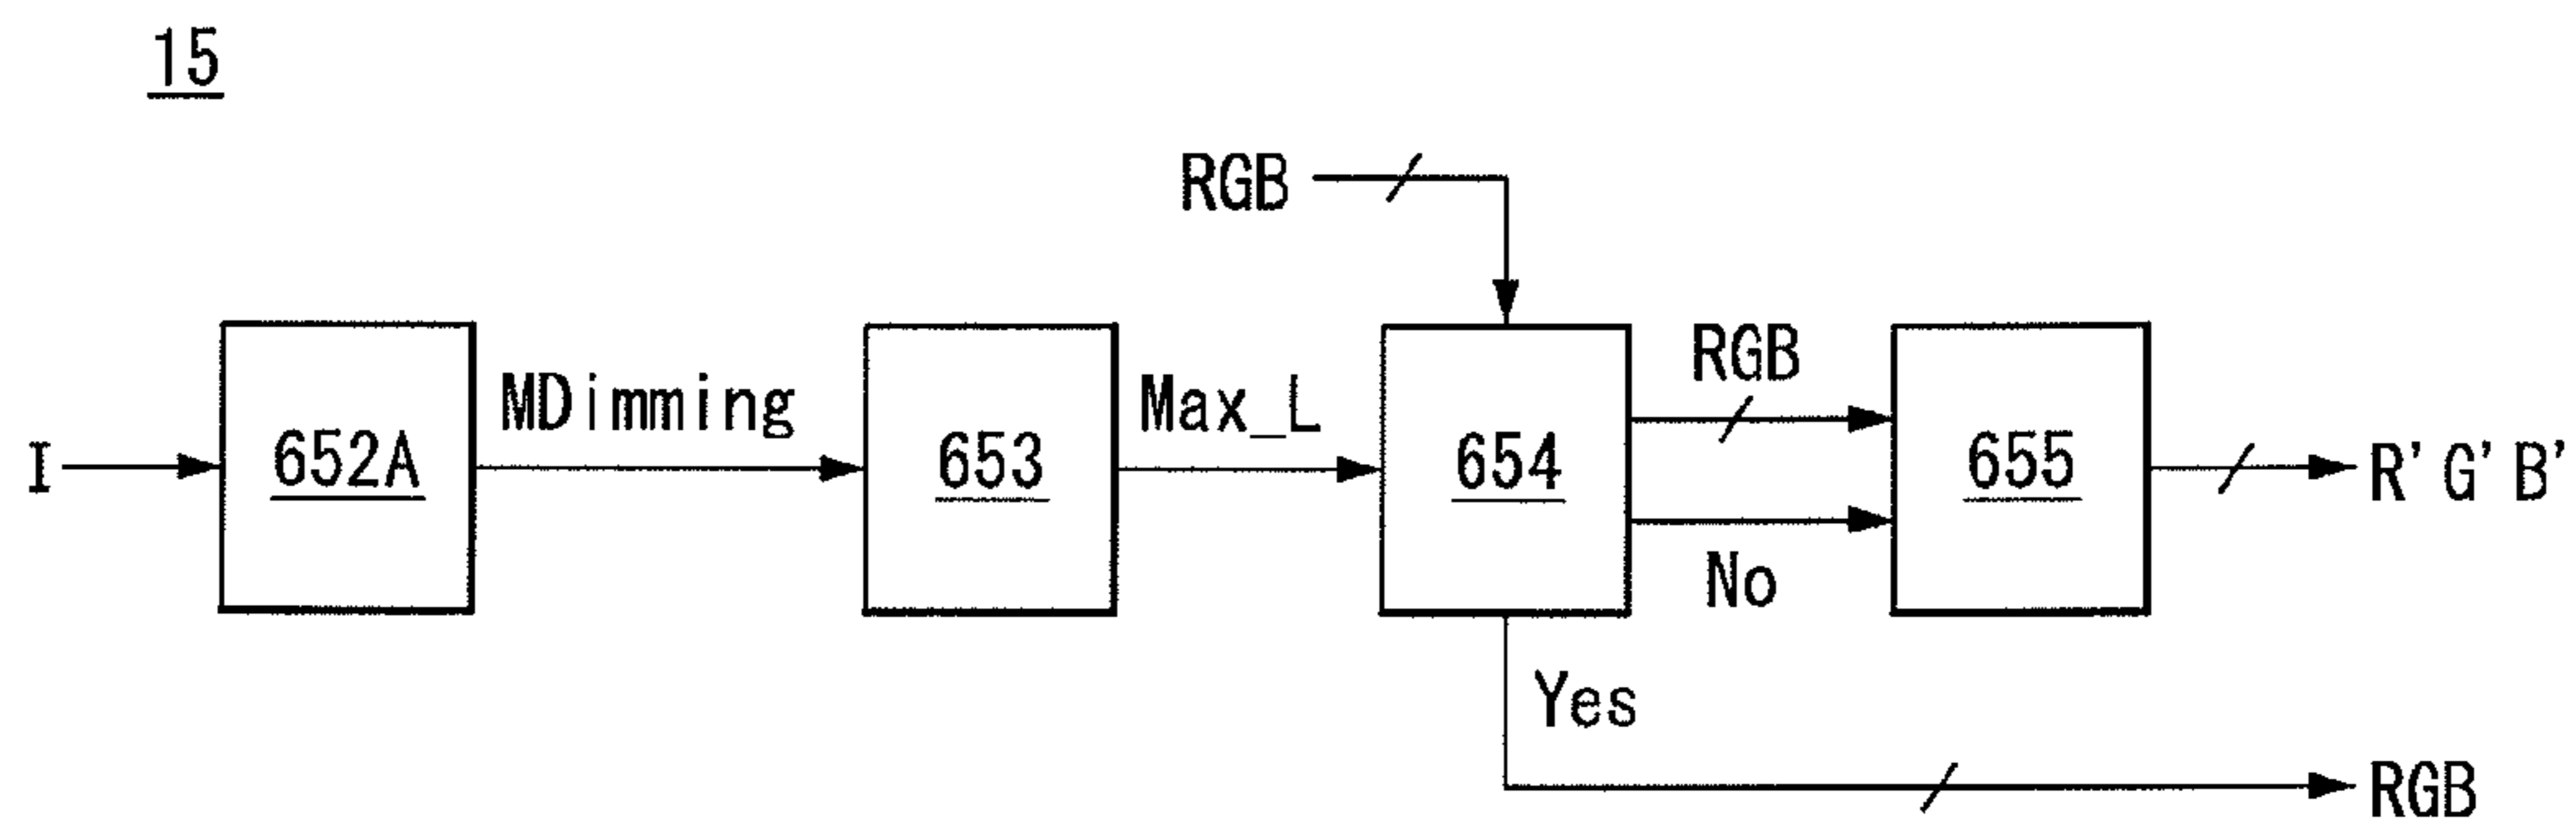 15
RGB
RGB
MDimming
Max_L
I
652A
653
654
655
R'G'B'
No
Yes
RGB